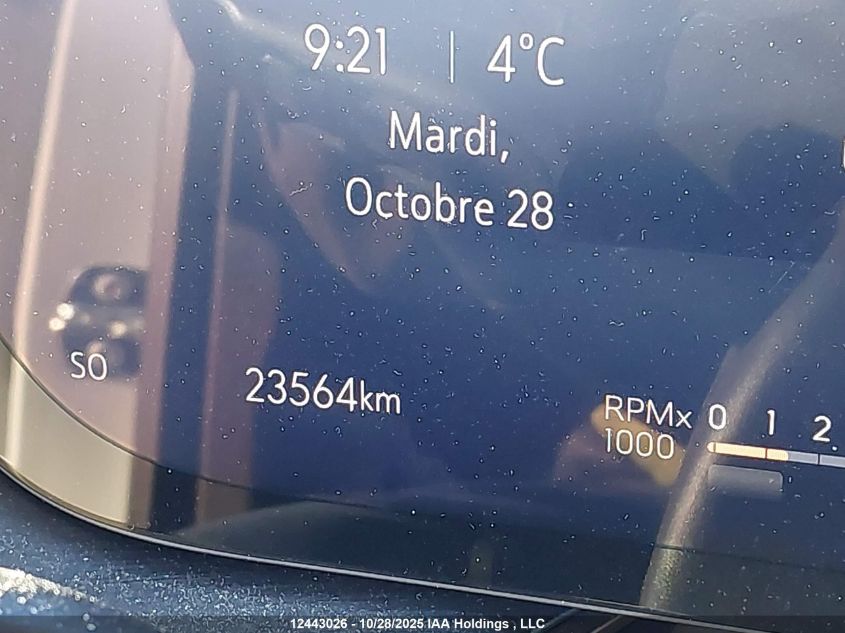 9:21 | 4°C
Mardi,
Octobre 28
SO
23564km
RPMx 0 1 2
1000
12443026 - 10/28/2025 IAA Holdings , LLC